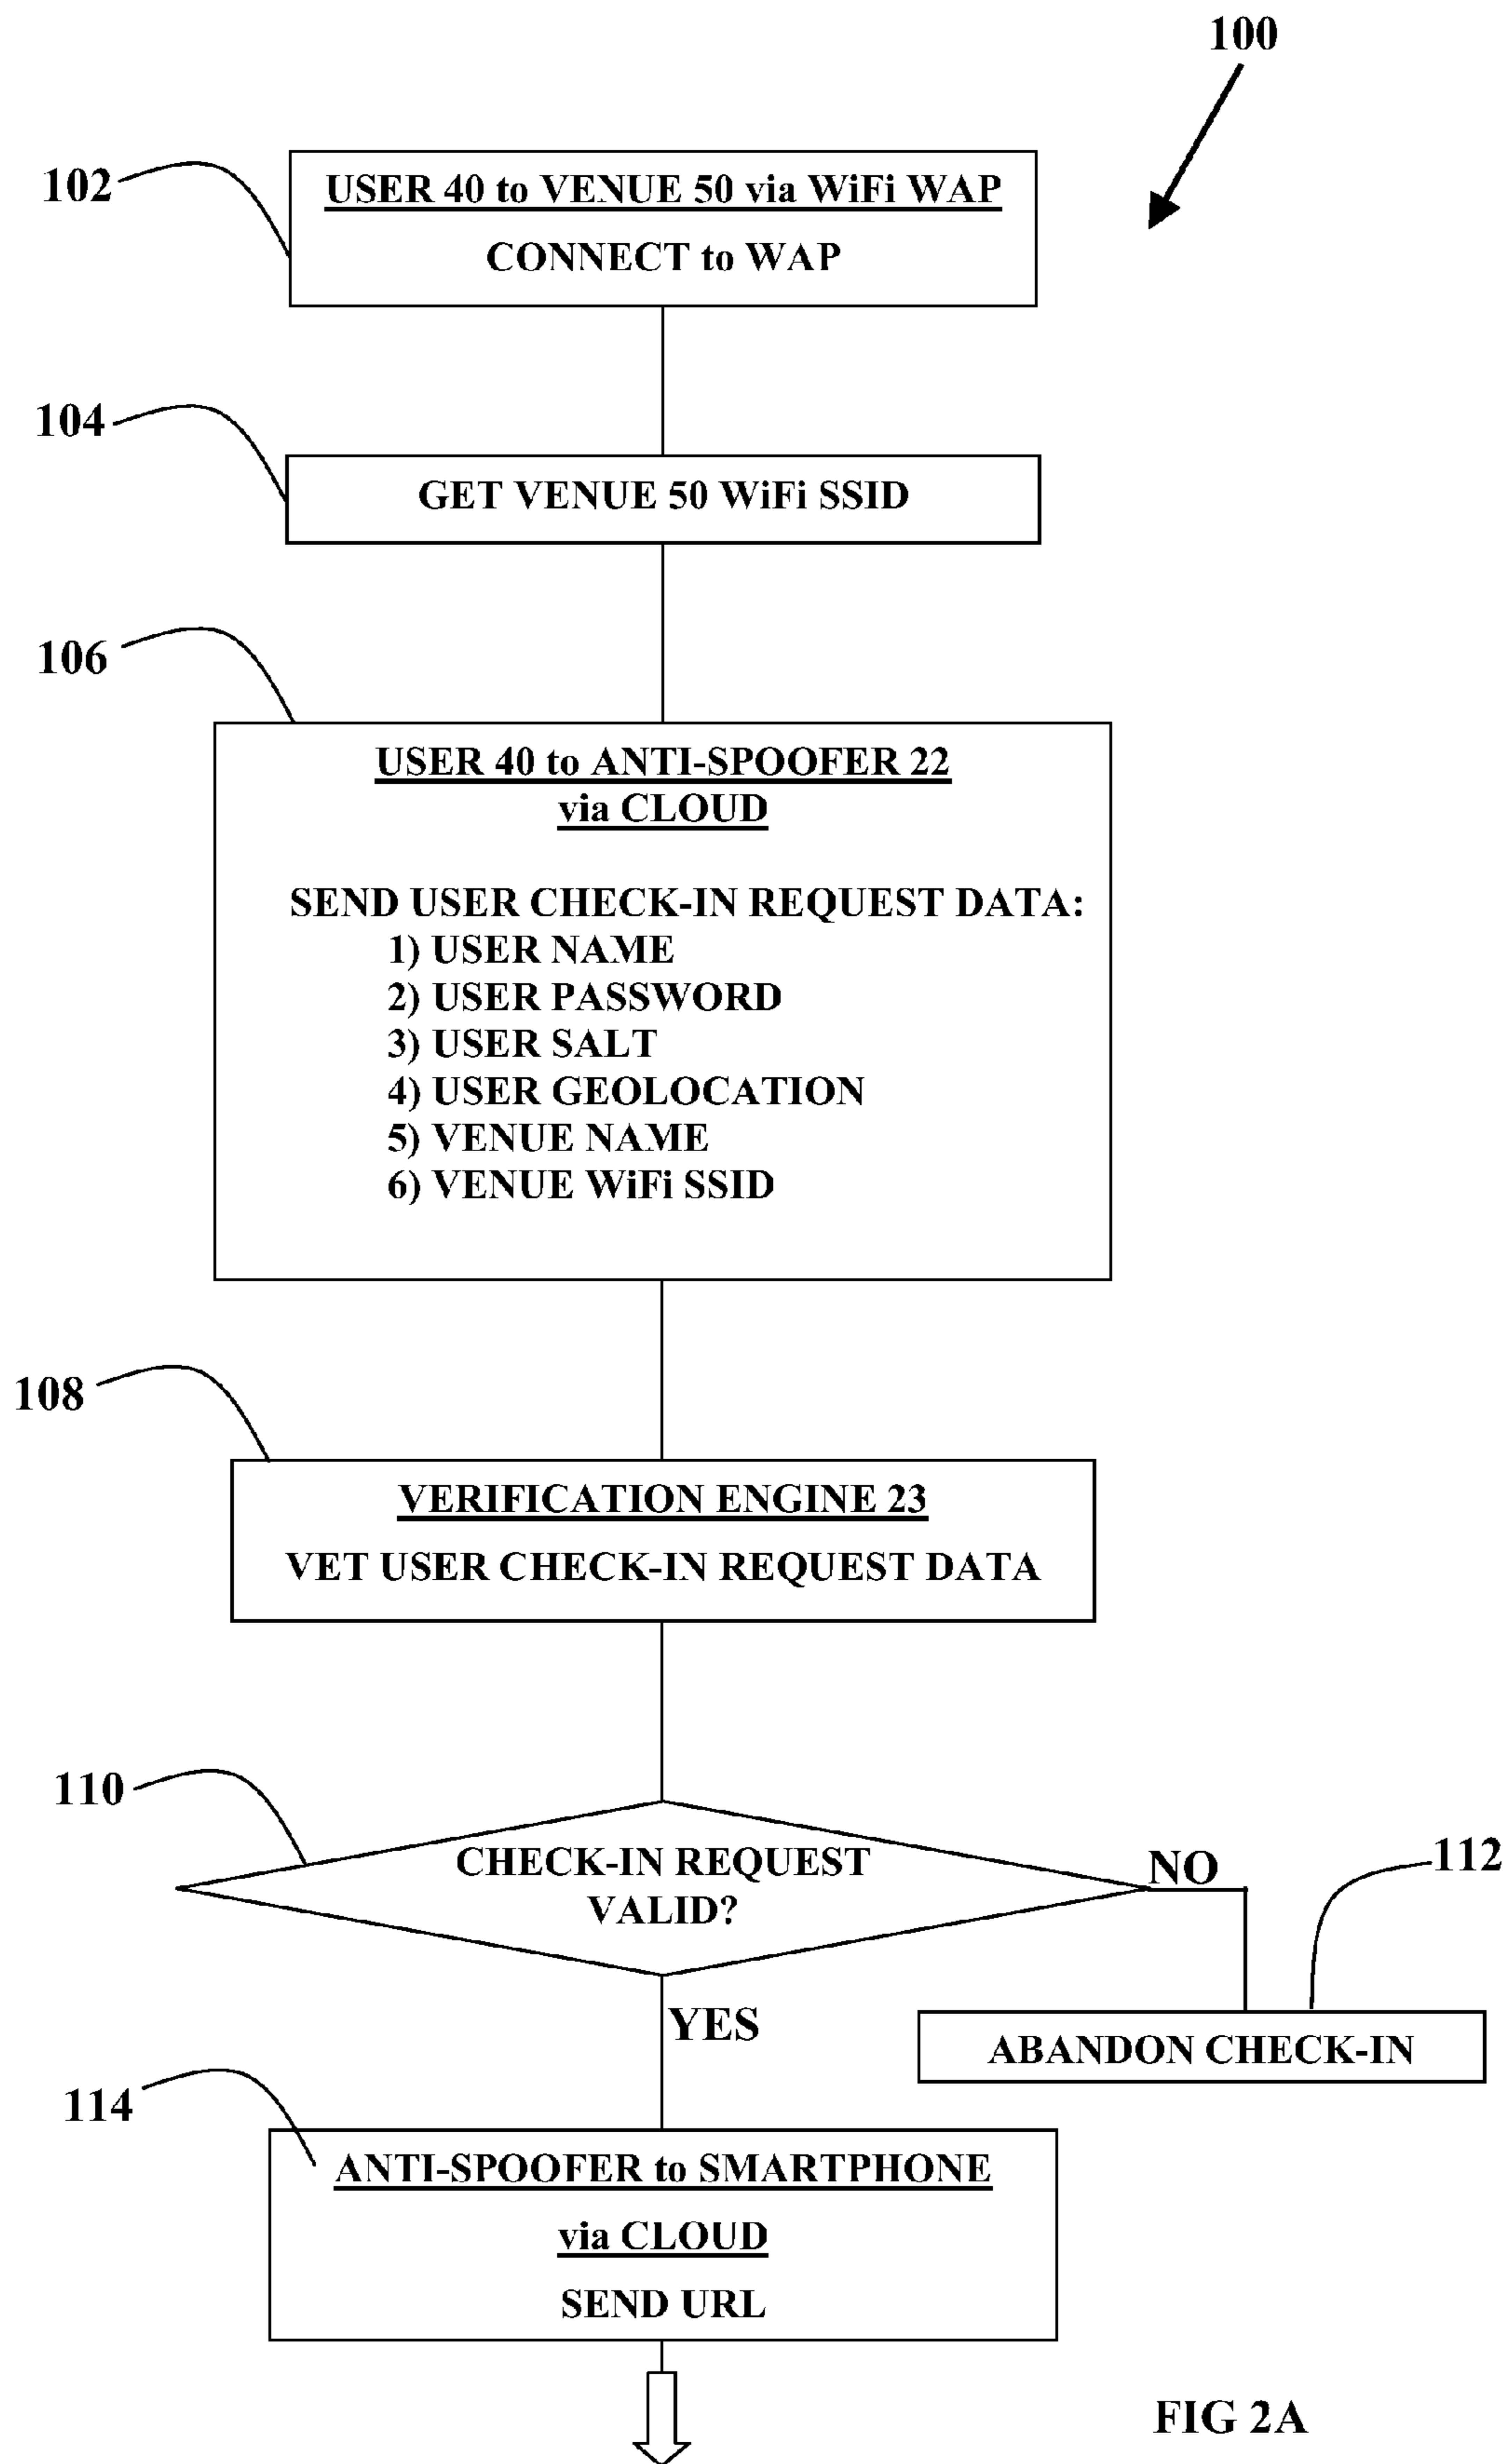 100
102
USER 40 to VENUE 50 via WiFi WAP
CONNECT to WAP
104
GET VENUE 50 WiFi SSID
106
USER 40 to ANTI-SPOOFER 22
via CLOUD
SEND USER CHECK-IN REQUEST DATA:
1) USER NAME
2) USER PASSWORD
3) USER SALT
4) USER GEOLOCATION
5) VENUE NAME
6) VENUE WiFi SSID
108
VERIFICATION ENGINE 23
VET USER CHECK-IN REQUEST DATA
110
CHECK-IN REQUEST
VALID?
NO
112
YES
ABANDON CHECK-IN
114
ANTI-SPOOFER to SMARTPHONE
via CLOUD
SEND URL
FIG 2A